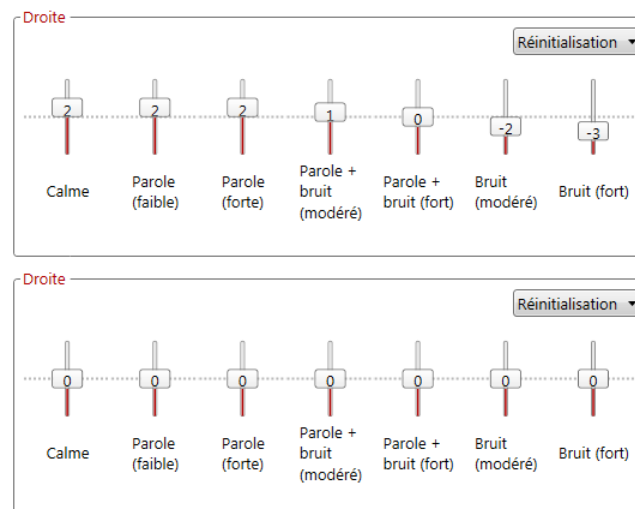 Droite
Réinitialisation
2 2 2 1 0 -2 -3
Calme
Parole
(faible)
Parole
(forte)
Parole +
bruit
(modéré)
Parole +
bruit (fort)
Bruit
(modéré)
Bruit (fort)
Droite
Réinitialisation
0 0 0 0 0 0 0
Calme
Parole
(faible)
Parole
(forte)
Parole +
bruit
(modéré)
Parole +
bruit (fort)
Bruit
(modéré)
Bruit (fort)